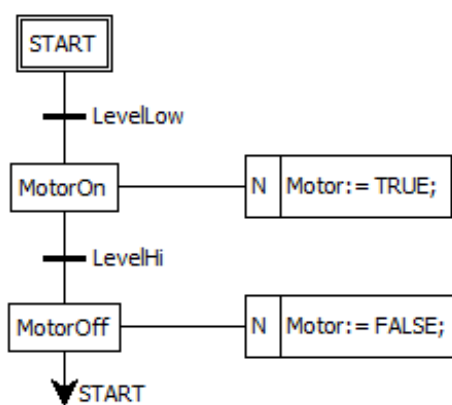 START
LevelLow
MotorOn N Motor:= TRUE;
LevelHi
MotorOff N Motor:= FALSE;
START